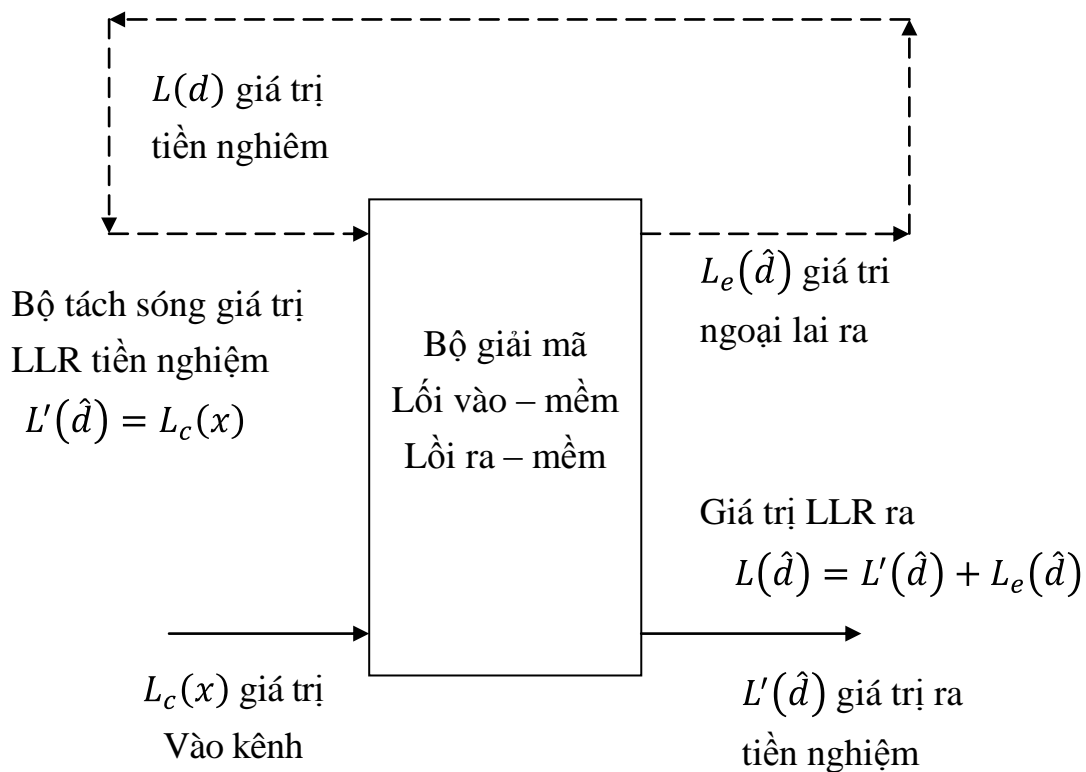 L(d) giá trị
tiền nghiêm
L_e(d̂) giá tri
ngoại lai ra
Bộ tách sóng giá trị
LLR tiền nghiệm
L′(d̂) = L_c(x)
Bộ giải mã
Lối vào – mềm
Lồi ra – mềm
Giá trị LLR ra
L(d̂) = L′(d̂) + L_e(d̂)
L_c(x) giá trị
Vào kênh
L′(d̂) giá trị ra
tiền nghiệm